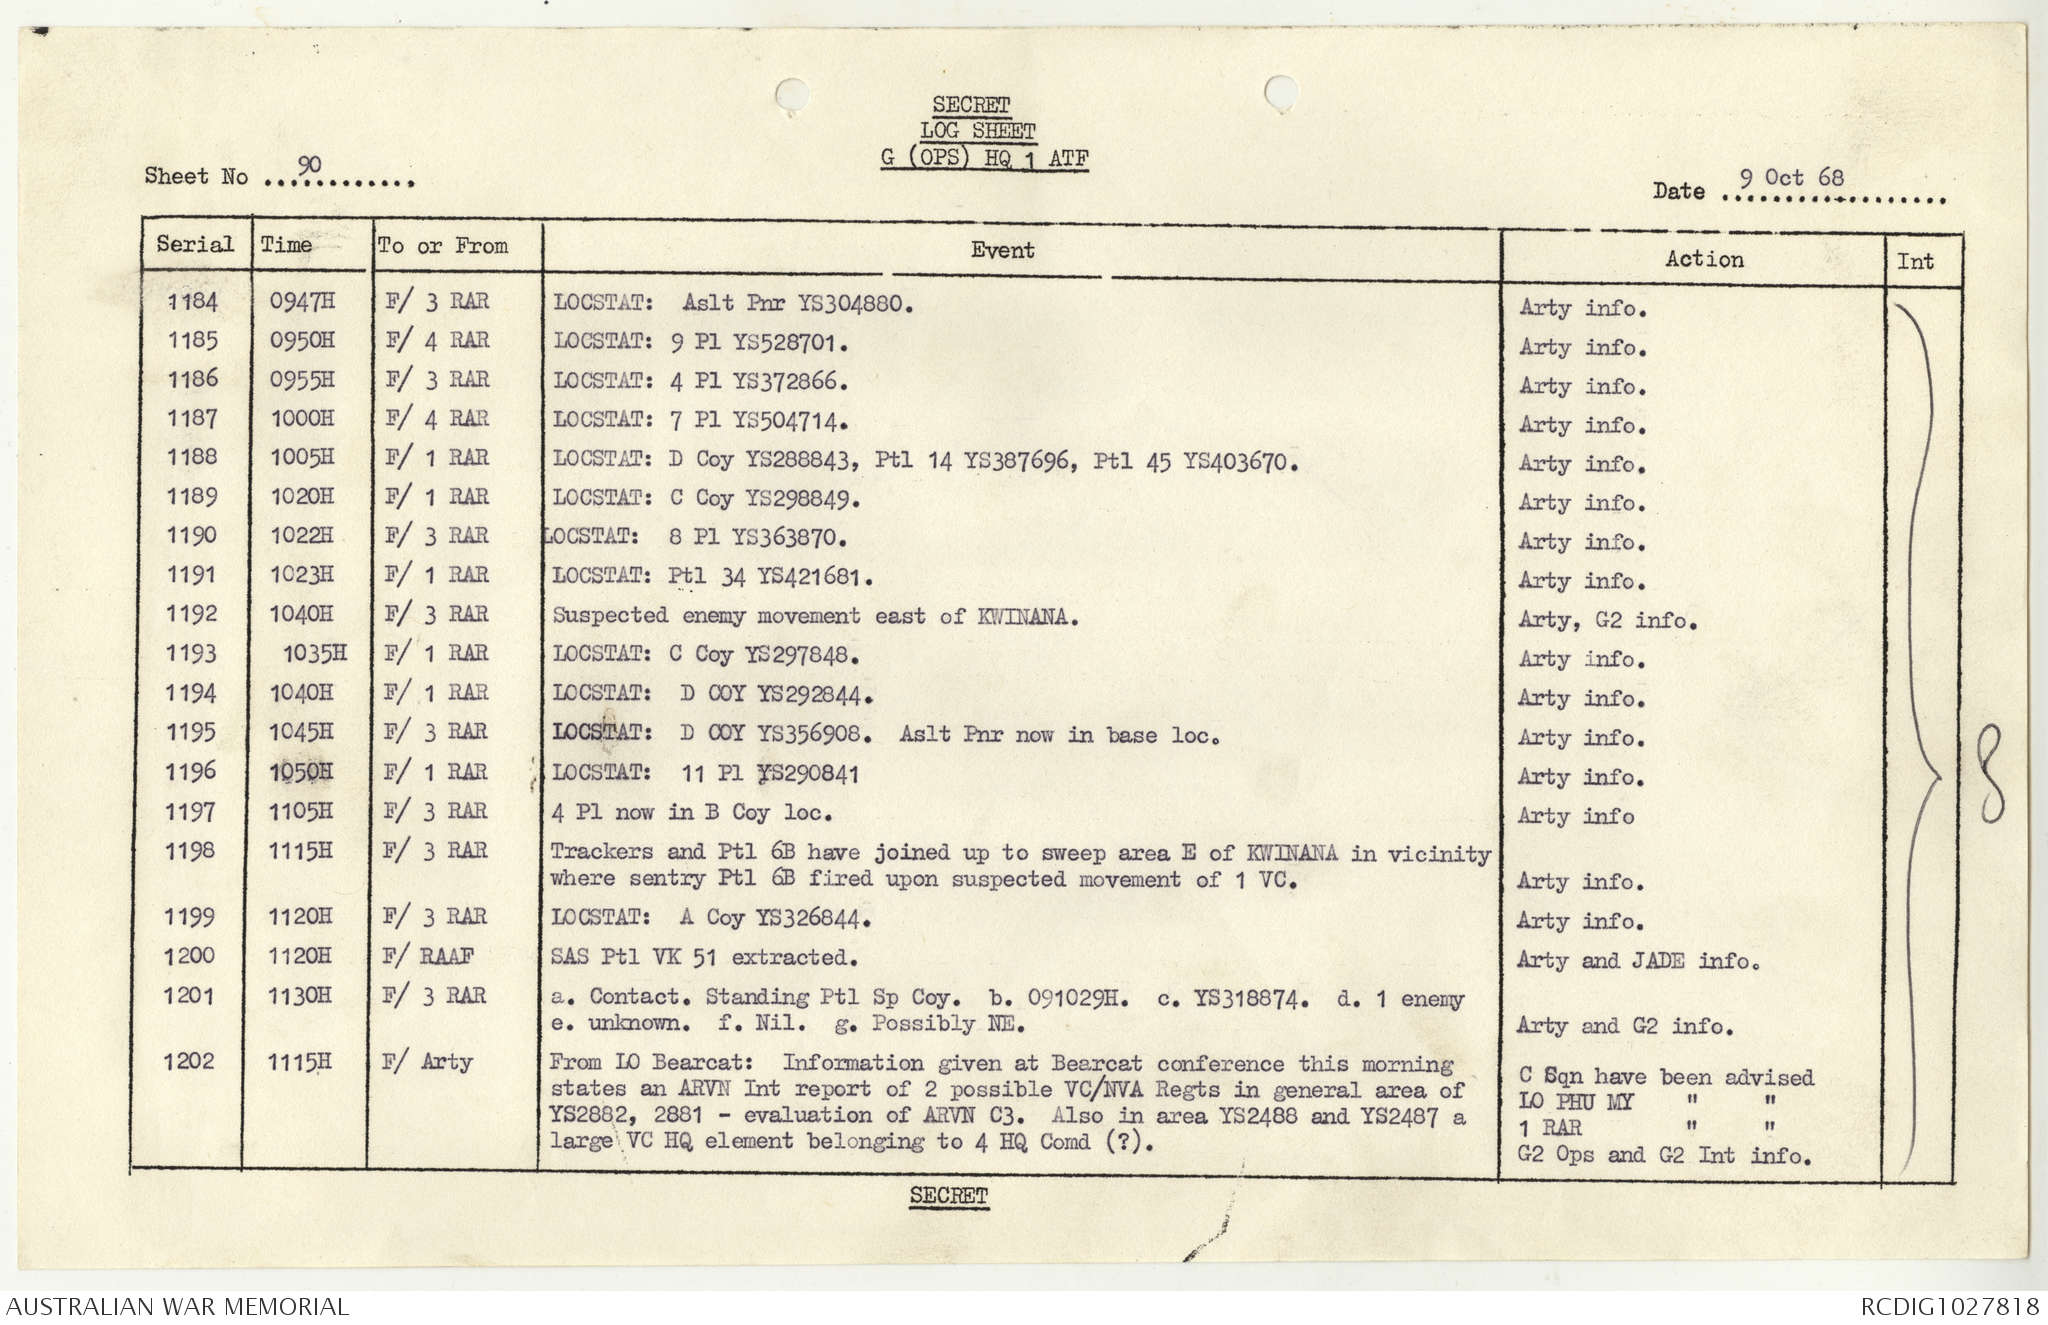 SECRET
LOG SHEET
G (OPS) HQ 1 ATF
Sheet No 90
Date 9 Oct 68
Serial Time To or From Event Action Int
1184 0947H F/ 3 RAR LOCSTAT: Aslt Pnr YS304880. Arty info.
1185 0950H F/ 4 RAR LOCSTAT: 9 Pl YS528701. Arty info.
1186 0955H F/ 3 RAR LOCSTAT: 4 Pl YS372866. Arty info.
1187 1000H F/ 4 RAR LOCSTAT: 7 Pl YS504714. Arty info.
1188 1005H F/ 1 RAR LOCSTAT: D Coy YS288843, Ptl 14 YS387696, Ptl 45 YS403670. Arty info.
1189 1020H F/ 1 RAR LOCSTAT: C Coy YS298849. Arty info.
1190 1022H F/ 3 RAR LOCSTAT: 8 Pl YS363870. Arty info.
1191 1023H F/ 1 RAR LOCSTAT: Ptl 34 YS421681. Arty info.
1192 1040H F/ 3 RAR Suspected enemy movement east of KWINANA. Arty, G2 info.
1193 1035H F/ 1 RAR LOCSTAT: C Coy YS297848. Arty info.
1194 1040H F/ 1 RAR LOCSTAT: D COY YS292844. Arty info.
1195 1045H F/ 3 RAR LOCSTAT: D COY YS356908. Aslt Pnr now in base loc. Arty info.
1196 1050H F/ 1 RAR LOCSTAT: 11 Pl YS290841 Arty info.
1197 1105H F/ 3 RAR 4 Pl now in B Coy loc. Arty info
1198 1115H F/ 3 RAR Trackers and Ptl 6B have joined up to sweep area E of KWINANA in vicinity
where sentry Ptl 6B fired upon suspected movement of 1 VC. Arty info.
1199 1120H F/ 3 RAR LOCSTAT: A Coy YS326844. Arty info.
1200 1120H F/ RAAF SAS Ptl VK 51 extracted. Arty and JADE info.
1201 1130H F/ 3 RAR a. Contact. Standing Ptl Sp Coy. b. 091029H. c. YS318874. d. 1 enemy
e. unknown. f. Nil. g. Possibly NE. Arty and G2 info.
1202 1115H F/ Arty From LO Bearcat: Information given at Bearcat conference this morning
states an ARVN Int report of 2 possible VC/NVA Regts in general area of C Sqn have been advised
YS2882, 2881 - evaluation of ARVN C3. Also in area YS2488 and YS2487 a LO PHU MY " "
large VC HQ element belonging to 4 HQ Comd (?). 1 RAR " "
G2 Ops and G2 Int info.
8
SECRET
AUSTRALIAN WAR MEMORIAL RCDIG1027818